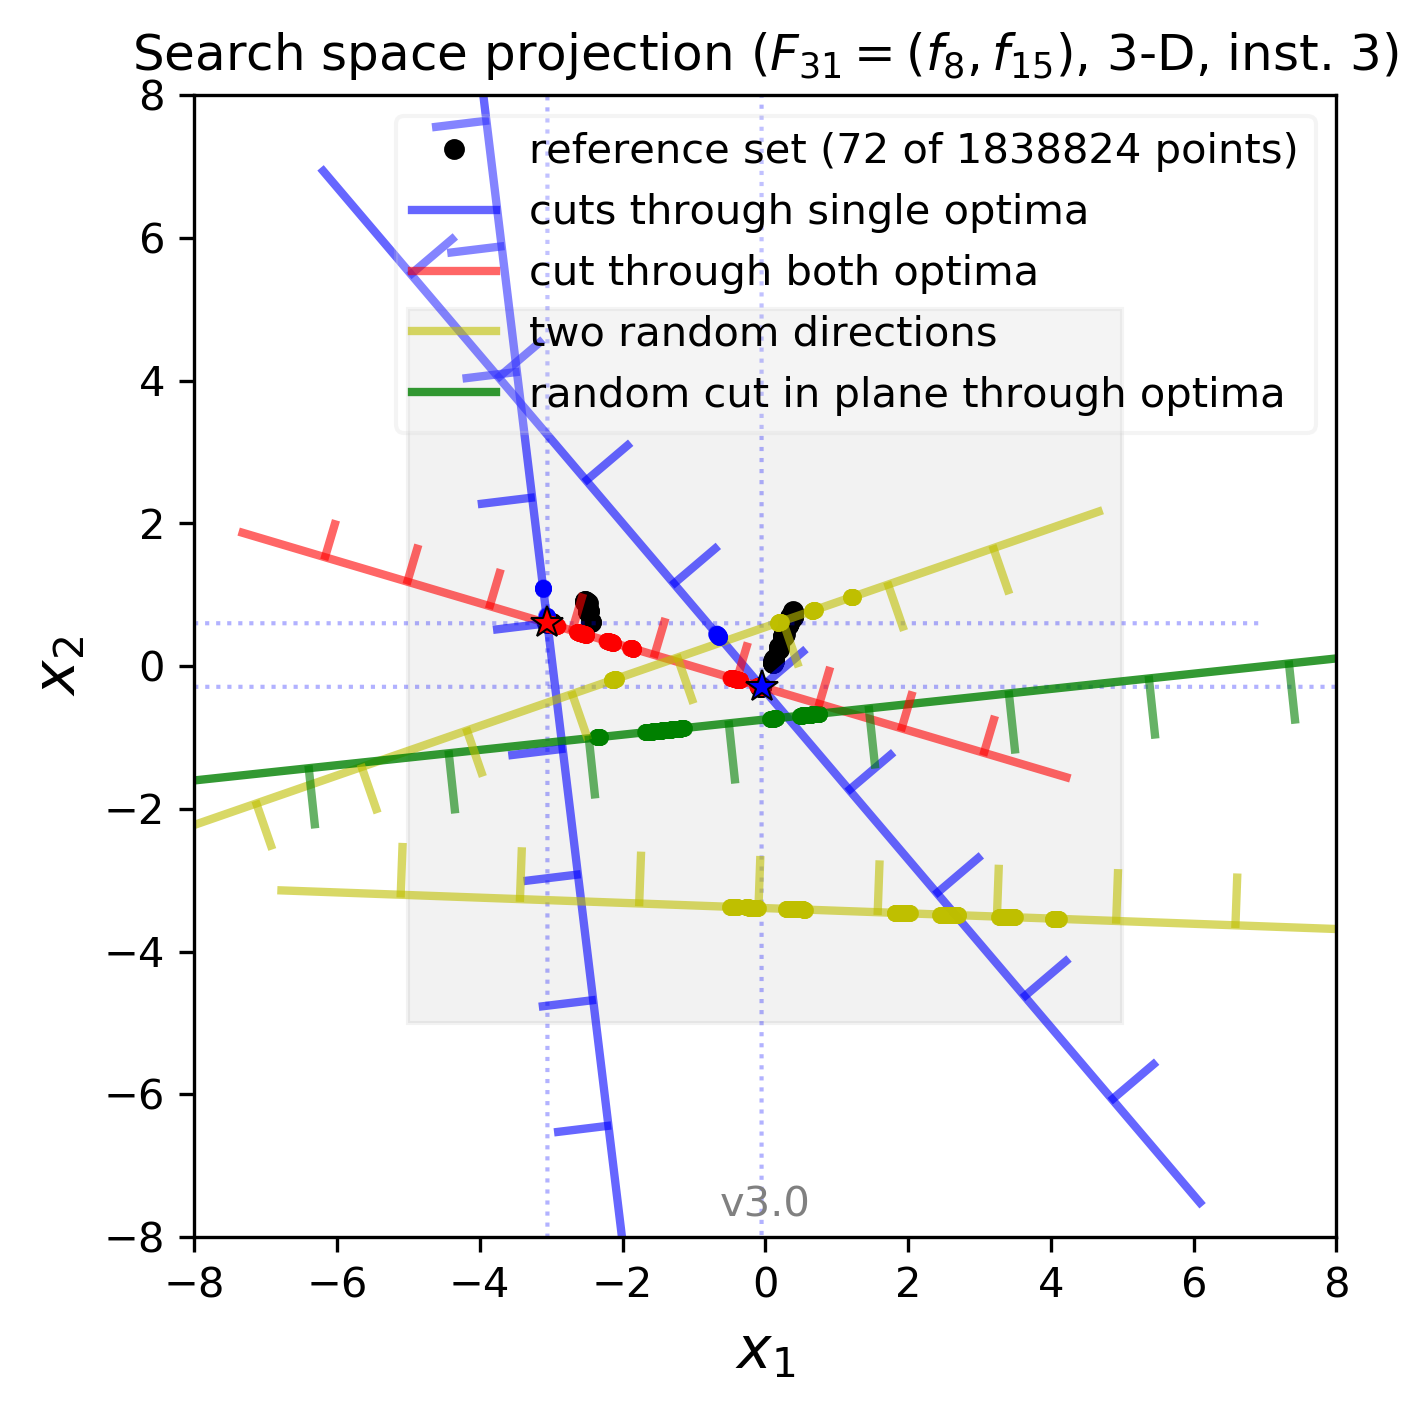 Search space projection (F₃₁ = (f₈, f₁₅), 3-D, inst. 3)
8
6
4
2
0
−2
−4
−6
−8
x₂
reference set (72 of 1838824 points)
cuts through single optima
cut through both optima
two random directions
random cut in plane through optima
v3.0
−8 −6 −4 −2 0 2 4 6 8
x₁